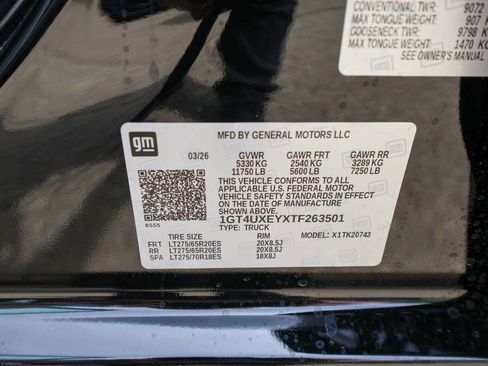 CONVENTIONAL TWR: 9072
MAX TONGUE WEIGHT: 907 K
GOOSENECK TWR: 9798 K
MAX TONGUE WEIGHT: 1470 KG
SEE OWNER'S MANUAL
gm
MFD BY GENERAL MOTORS LLC
03/26
GVWR GAWR FRT GAWR RR
5330 KG 2540 KG 3289 KG
11750 LB 5600 LB 7250 LB
THIS VEHICLE CONFORMS TO ALL
APPLICABLE U.S. FEDERAL MOTOR
VEHICLE SAFETY STANDARDS IN EFFECT
ON THE DATE OF MANUFACTURE SHOWN ABOVE.
1GT4UXEYXTF263501
TYPE: TRUCK
8555
MODEL: X1TK20743
TIRE SIZE RIM
FRT LT275/65R20ES 20X8.5J
RR LT275/65R20ES 20X8.5J
SPA LT275/70R18ES 18X8J